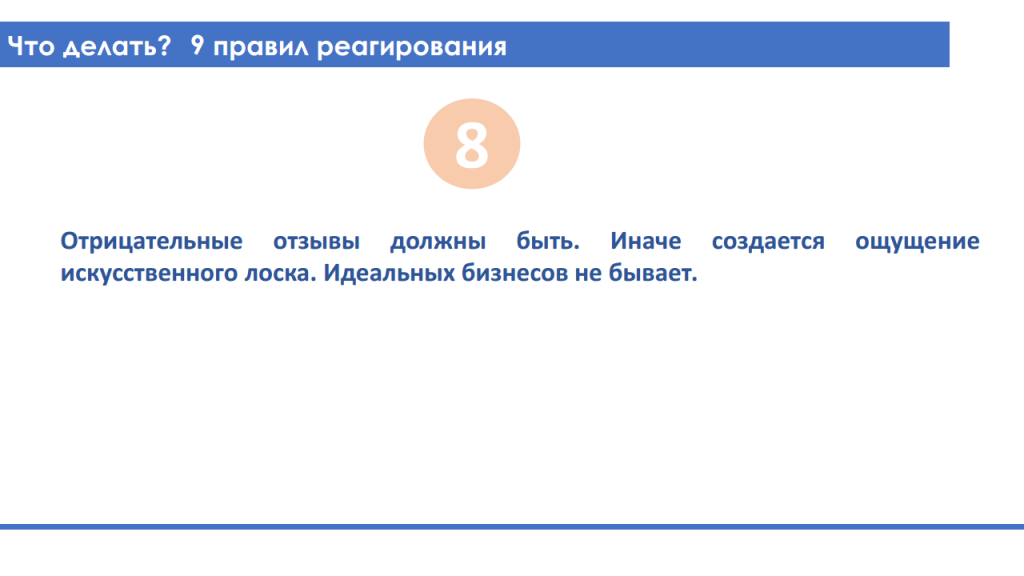 Что делать?  9 правил реагирования
8
Отрицательные отзывы должны быть. Иначе создается ощущение
искусственного лоска. Идеальных бизнесов не бывает.